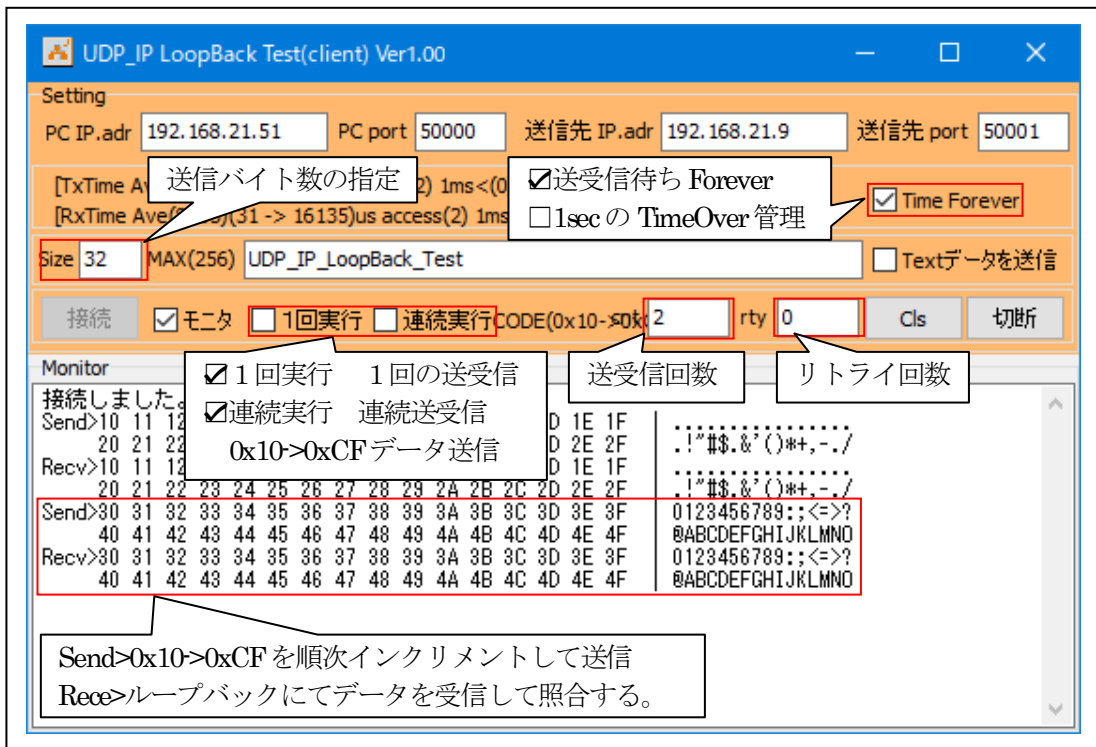 UDP_IP LoopBack Test(client) Ver1.00
Setting
PC IP.adr 192.168.21.51 PC port 50000 送信先 IP.adr 192.168.21.9 送信先 port 50001
送信バイト数の指定
☑送受信待ち Forever
□1sec の TimeOver 管理
[TxTime 2) 1ms<(0
[RxTime Ave (31 -> 16135)us access(2) 1ms
Time Forever
Size 32 MAX(256) UDP_IP_LoopBack_Test Textデータを送信
接続 モニタ 1回実行 連続実行 CODE(0x10-> 2 rty 0 Cls 切断
Monitor
☑１回実行 １回の送受信
☑連続実行 連続送受信
0x10->0xCF データ送信
送受信回数
リトライ回数
接続しました。
Send>10 11 12 1E 1F ................
20 21 22 2E 2F .!"#$.&'()*+,-./
Recv>10 11 12 1E 1F ................
20 21 22 23 24 25 26 27 28 29 2A 2B 2C 2D 2E 2F .!"#$.&'()*+,-./
Send>30 31 32 33 34 35 36 37 38 39 3A 3B 3C 3D 3E 3F 0123456789:;<=>?
40 41 42 43 44 45 46 47 48 49 4A 4B 4C 4D 4E 4F @ABCDEFGHIJKLMNO
Recv>30 31 32 33 34 35 36 37 38 39 3A 3B 3C 3D 3E 3F 0123456789:;<=>?
40 41 42 43 44 45 46 47 48 49 4A 4B 4C 4D 4E 4F @ABCDEFGHIJKLMNO
Send>0x10->0xCF を順次インクリメントして送信
Rece>ループバックにてデータを受信して照合する。